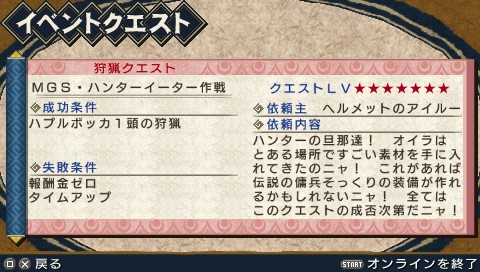 イベントクエスト
狩猟クエスト
MGS・ハンターイーター作戦
成功条件
ハプルボッカ1頭の狩猟
失敗条件
報酬金ゼロ
タイムアップ
クエストLV★★★★★★★
依頼主 ヘルメットのアイルー
依頼内容
ハンターの旦那達! オイラは
とある場所ですごい素材を手に入
れてきたのニャ! これがあれば
伝説の傭兵そっくりの装備が作れ
るかもしれないニャ! 全ては
このクエストの成否次第だニャ!
戻る
START オンラインを終了